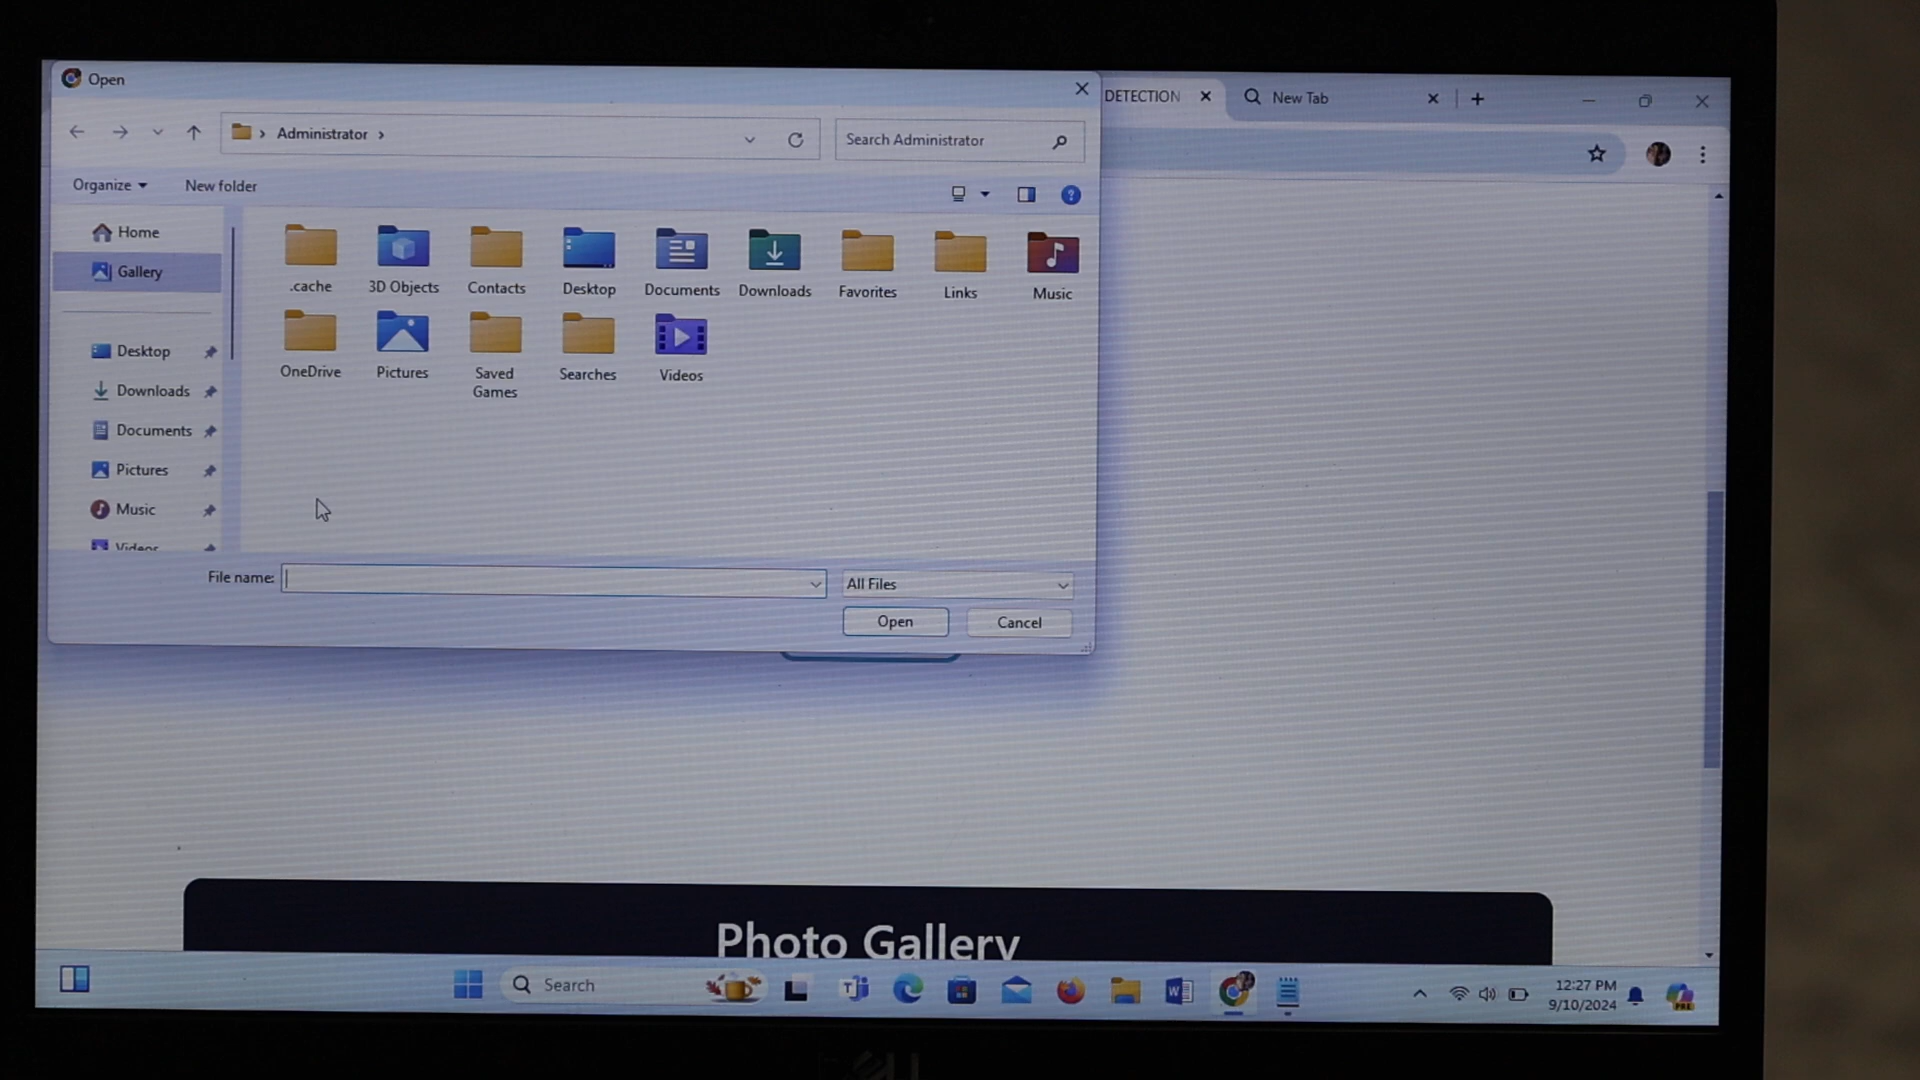 Open
DETECTION
New Tab
Administrator
Search Administrator
Organize
New folder
Home
Gallery
Desktop
Downloads
Documents
Pictures
Music
Videos
.cache
3D Objects
Contacts
Desktop
Documents
Downloads
Favorites
Links
Music
OneDrive
Pictures
Saved
Games
Searches
Videos
File name:
All Files
Open
Cancel
Photo Gallery
Search
12:27 PM
9/10/2024